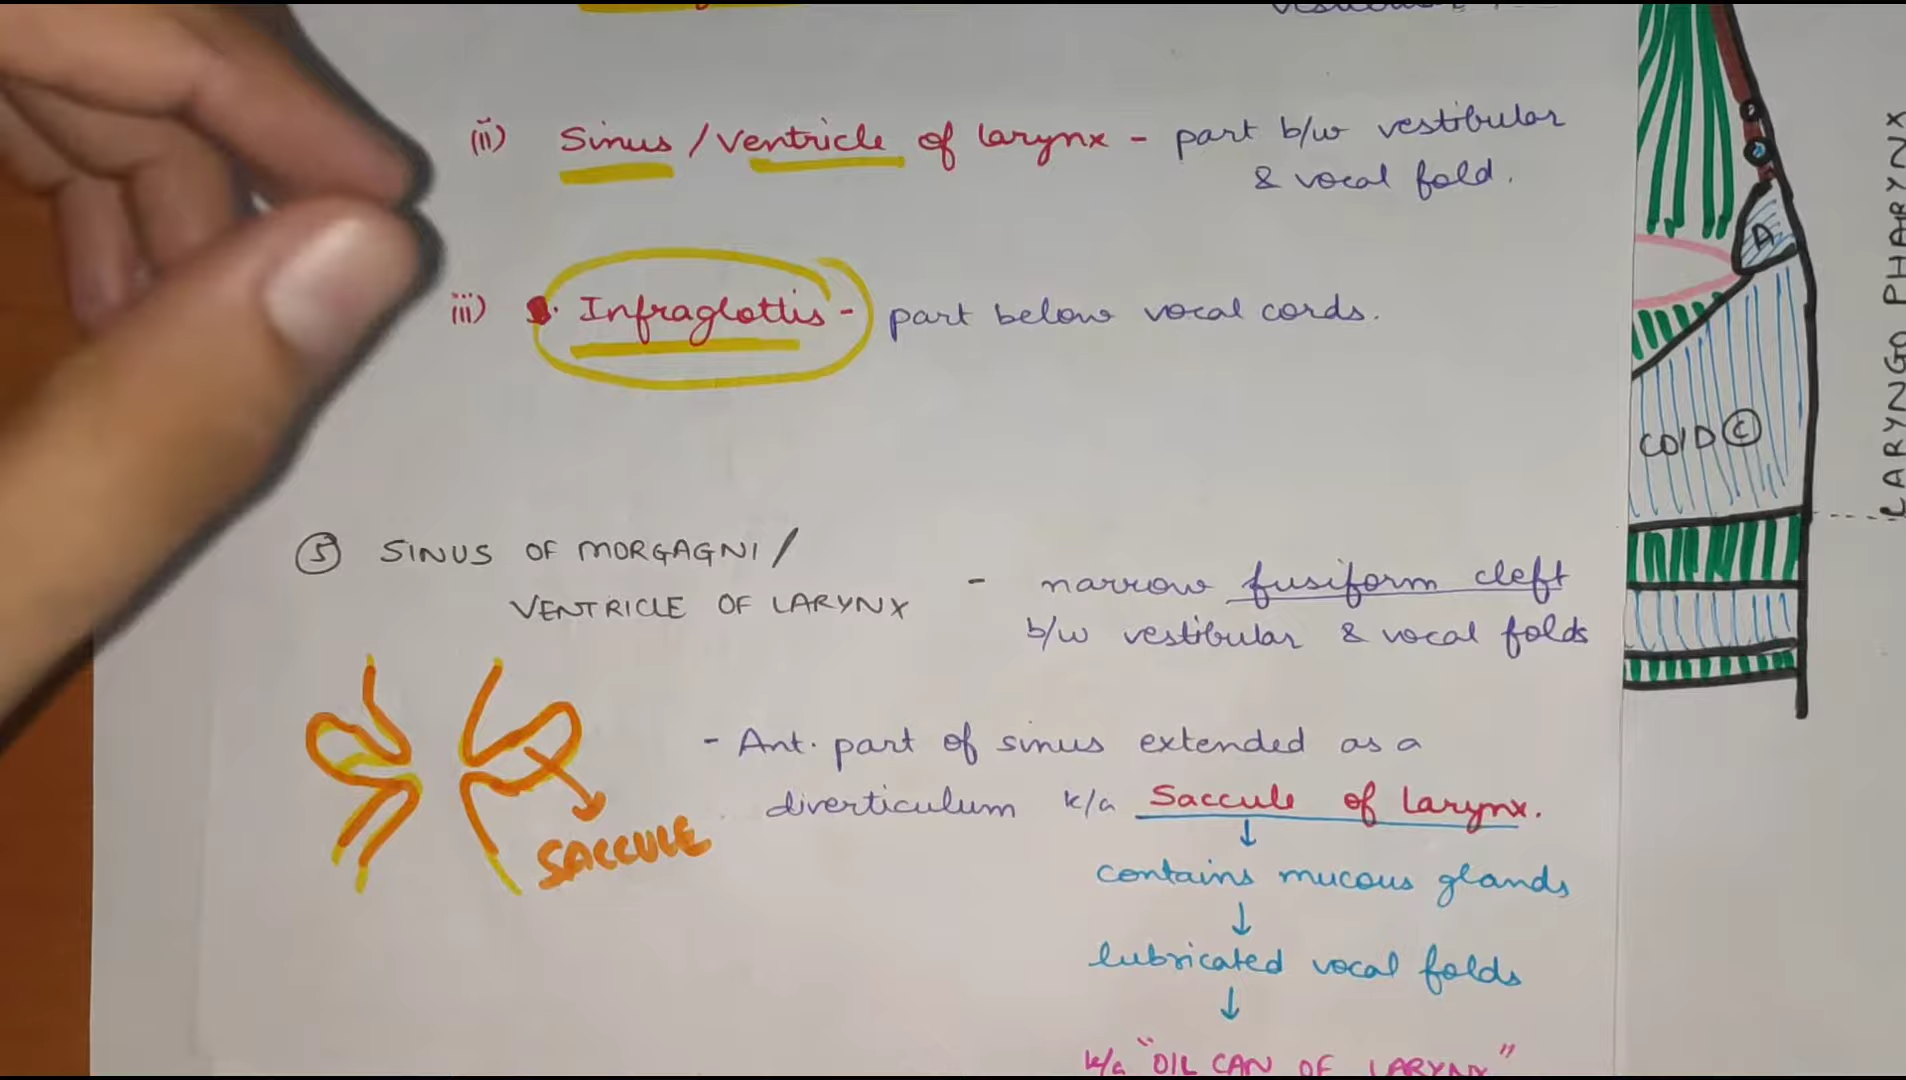 (ii) Sinus / Ventricle of larynx - part b/w vestibular
& vocal fold.
iii) Infraglottis - part below vocal cords.
(5) SINUS OF MORGAGNI /
VENTRICLE OF LARYNX
- narrow fusiform cleft
b/w vestibular & vocal folds
- Ant. part of sinus extended as a
diverticulum k/a Saccule of larynx.
↓
contains mucous glands
↓
lubricated vocal folds
↓
k/a "OIL CAN OF LARYNX"
SACCULE
A
COID (C)
LARYNGO PHARYNX